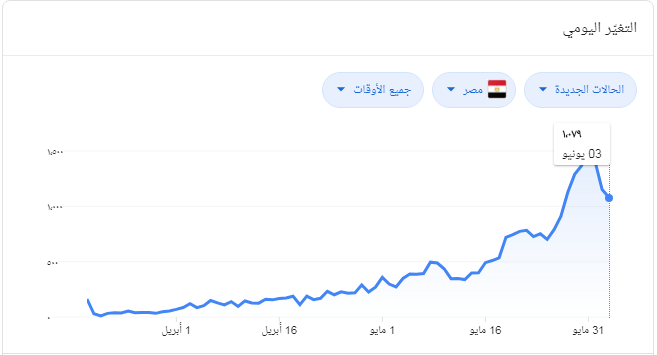 التغيّر اليومي
الحالات الجديدة
مصر
جميع الأوقات
١٬٠٧٩
03 يونيو
١٬٥٠٠
١٬٠٠٠
٥٠٠
٠
1 أبريل
16 أبريل
1 مايو
16 مايو
31 مايو